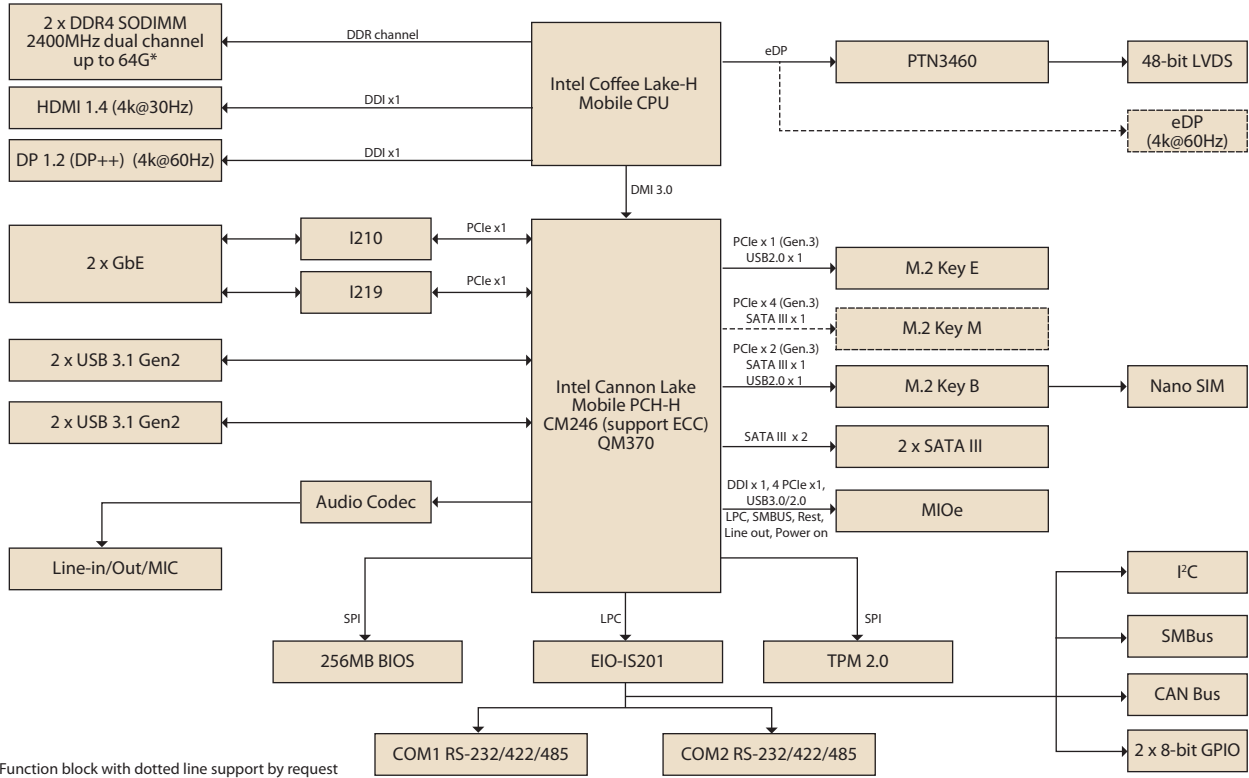 2 x DDR4 SODIMM
2400MHz dual channel
up to 64G*
DDR channel
Intel Coffee Lake-H
Mobile CPU
eDP
PTN3460
48-bit LVDS
HDMI 1.4 (4k@30Hz)
DDI x1
eDP
(4k@60Hz)
DP 1.2 (DP++) (4k@60Hz)
DDI x1
DMI 3.0
2 x GbE
I210
PCIe x1
I219
PCIe x1
2 x USB 3.1 Gen2
2 x USB 3.1 Gen2
Intel Cannon Lake
Mobile PCH-H
CM246 (support ECC)
QM370
PCIe x 1 (Gen.3)
USB2.0 x 1
M.2 Key E
PCIe x 4 (Gen.3)
SATA III x 1
M.2 Key M
PCIe x 2 (Gen.3)
SATA III x 1
USB2.0 x 1
M.2 Key B
Nano SIM
SATA III x 2
2 x SATA III
DDI x 1, 4 PCIe x1,
USB3.0/2.0
LPC, SMBUS, Rest,
Line out, Power on
MIOe
Audio Codec
Line-in/Out/MIC
SPI
256MB BIOS
LPC
EIO-IS201
SPI
TPM 2.0
I²C
SMBus
CAN Bus
2 x 8-bit GPIO
COM1 RS-232/422/485
COM2 RS-232/422/485
Function block with dotted line support by request